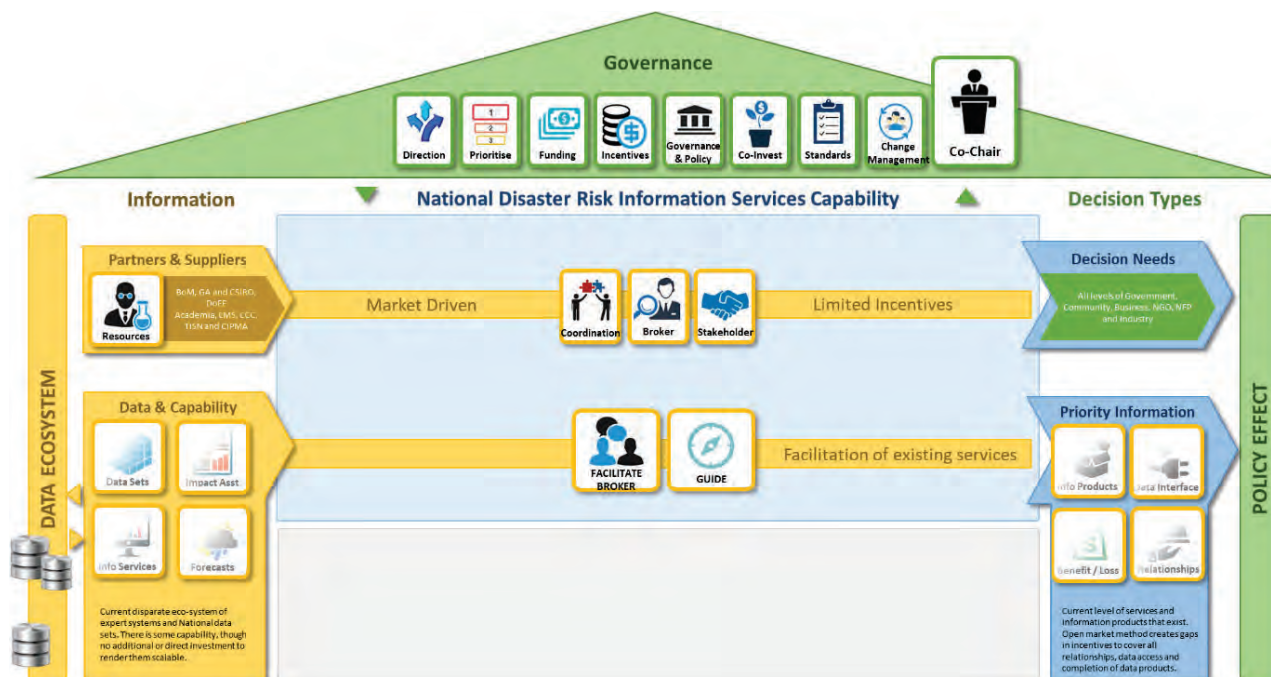 Governance
Direction
1
2
3
Prioritise
Funding
Incentives
Governance
& Policy
Co-Invest
Standards
Change
Management
Co-Chair
Information
National Disaster Risk Information Services Capability
Decision Types
DATA ECOSYSTEM
Partners & Suppliers
Resources
BoM, GA and CSIRO,
DoEE
Academia, EMS, CCC,
TISN and CIPMA
Market Driven
Coordination
Broker
Stakeholder
Limited Incentives
Decision Needs
All levels of Government,
Community, Business, NGO, NFP
and Industry
Data & Capability
Data Sets
Impact Asst
Info Services
Forecasts
Current disparate eco-system of
expert systems and National data
sets. There is some capability, though
no additional or direct investment to
render them scalable.
FACILITATE
BROKER
GUIDE
Facilitation of existing services
Priority Information
Info Products
Data Interface
Benefit / Loss
Relationships
Current level of services and
information products that exist.
Open market method creates gaps
in incentives to cover all
relationships, data access and
completion of data products.
POLICY EFFECT